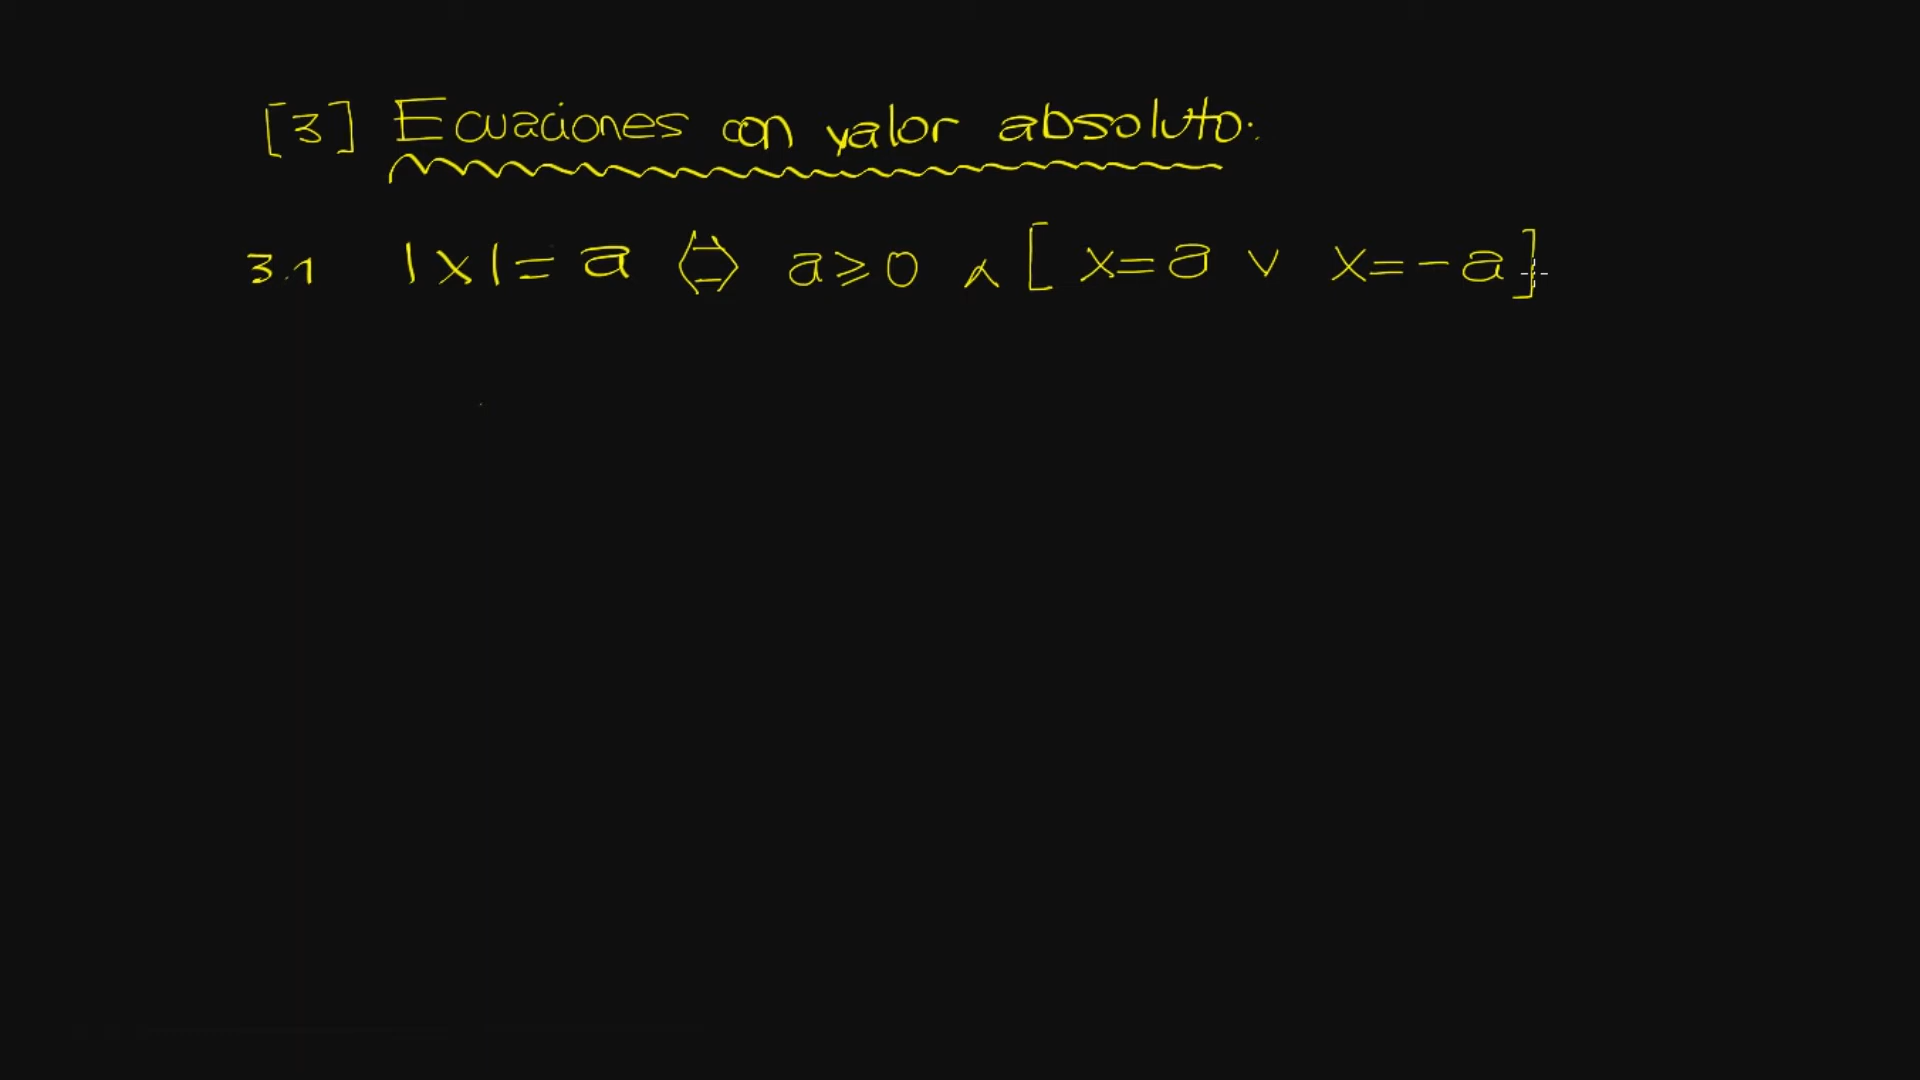 [3] Ecuaciones con valor absoluto:
3.1 |x| = a ⇔ a ⩾ 0 ∧ [ x = a ∨ x = -a ]